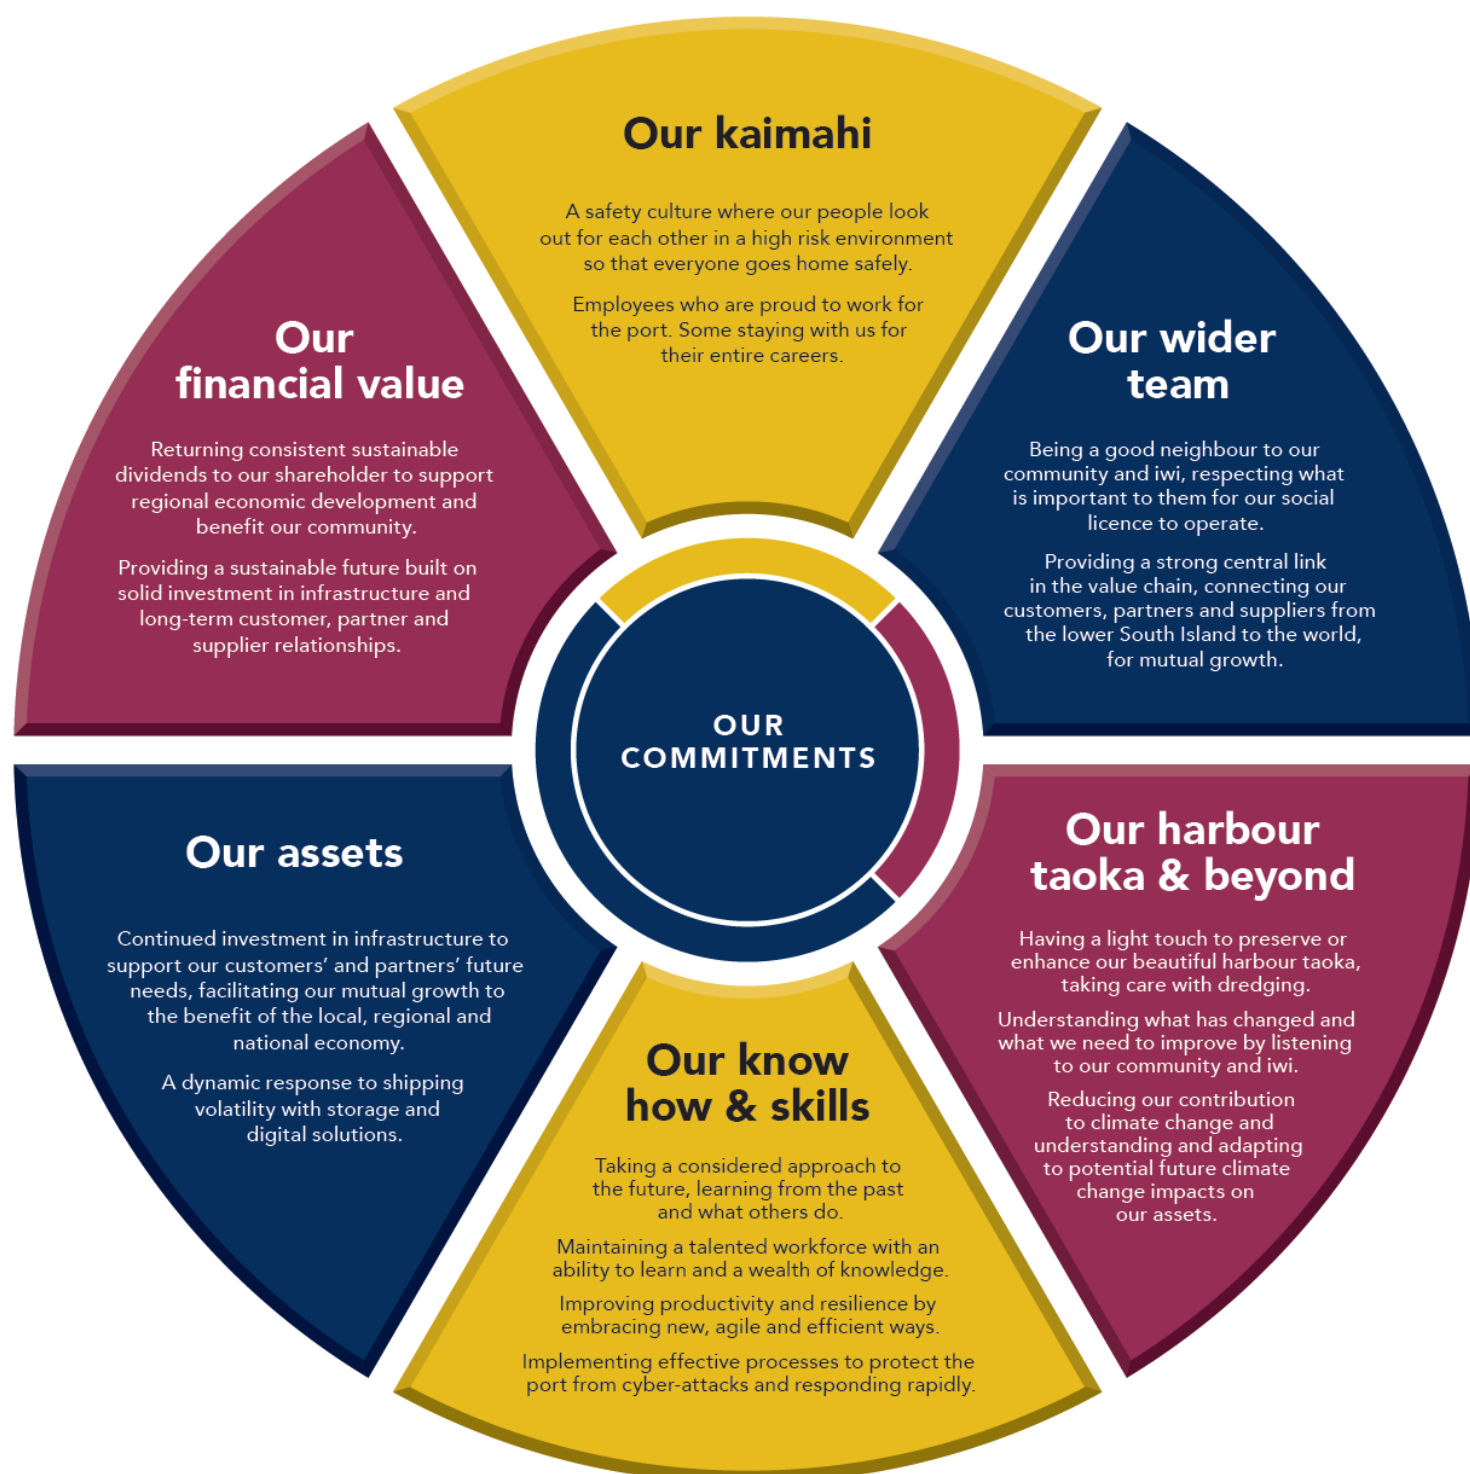 Our kaimahi
A safety culture where our people look
out for each other in a high risk environment
so that everyone goes home safely.
Employees who are proud to work for
the port. Some staying with us for
their entire careers.
Our wider
team
Being a good neighbour to our
community and iwi, respecting what
is important to them for our social
licence to operate.
Providing a strong central link
in the value chain, connecting our
customers, partners and suppliers from
the lower South Island to the world,
for mutual growth.
Our harbour
taoka & beyond
Having a light touch to preserve or
enhance our beautiful harbour taoka,
taking care with dredging.
Understanding what has changed and
what we need to improve by listening
to our community and iwi.
Reducing our contribution
to climate change and
understanding and adapting
to potential future climate
change impacts on
our assets.
Our know
how & skills
Taking a considered approach to
the future, learning from the past
and what others do.
Maintaining a talented workforce with an
ability to learn and a wealth of knowledge.
Improving productivity and resilience by
embracing new, agile and efficient ways.
Implementing effective processes to protect the
port from cyber-attacks and responding rapidly.
Our assets
Continued investment in infrastructure to
support our customers’ and partners’ future
needs, facilitating our mutual growth to
the benefit of the local, regional and
national economy.
A dynamic response to shipping
volatility with storage and
digital solutions.
Our
financial value
Returning consistent sustainable
dividends to our shareholder to support
regional economic development and
benefit our community.
Providing a sustainable future built on
solid investment in infrastructure and
long-term customer, partner and
supplier relationships.
OUR
COMMITMENTS